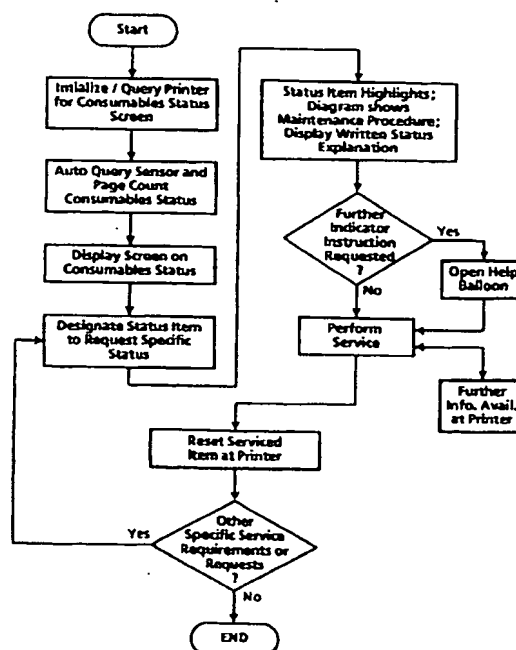 Start
Initialize / Query Printer
for Consumables Status
Screen
Auto Query Sensor and
Page Count
Consumables Status
Display Screen on
Consumables Status
Designate Status Item
to Request Specific
Status
Status Item Highlights;
Diagram shows
Maintenance Procedure;
Display Written Status
Explanation
Further
Indicator
Instruction
Requested
?
Yes
No
Open Help
Balloon
Perform
Service
Further
Info. Avail.
at Printer
Reset Serviced
Item at Printer
Other
Specific Service
Requirements or
Requests
?
Yes
No
END